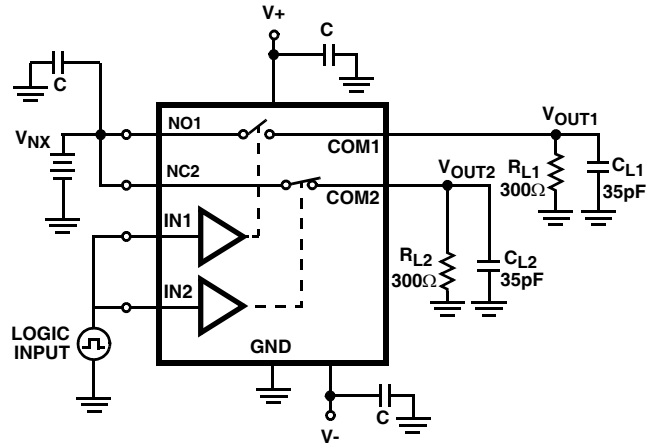 V+
C
C
VNX
NO1
COM1
VOUT1
RL1
300Ω
CL1
35pF
NC2
COM2
VOUT2
RL2
300Ω
CL2
35pF
IN1
IN2
LOGIC
INPUT
GND
C
V-